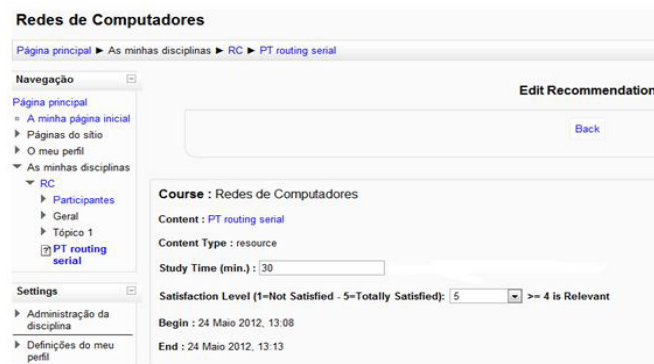 Redes de Computadores
Página principal ► As minhas disciplinas ► RC ► PT routing serial
Navegação
Página principal
A minha página inicial
Páginas do sítio
O meu perfil
As minhas disciplinas
RC
Participantes
Geral
Tópico 1
PT routing
serial
Settings
Administração da
disciplina
Definições do meu
perfil
Edit Recommendation
Back
Course : Redes de Computadores
Content : PT routing serial
Content Type : resource
Study Time (min.) : 30
Satisfaction Level (1=Not Satisfied - 5=Totally Satisfied): 5 >= 4 is Relevant
Begin : 24 Maio 2012, 13:08
End : 24 Maio 2012, 13:13